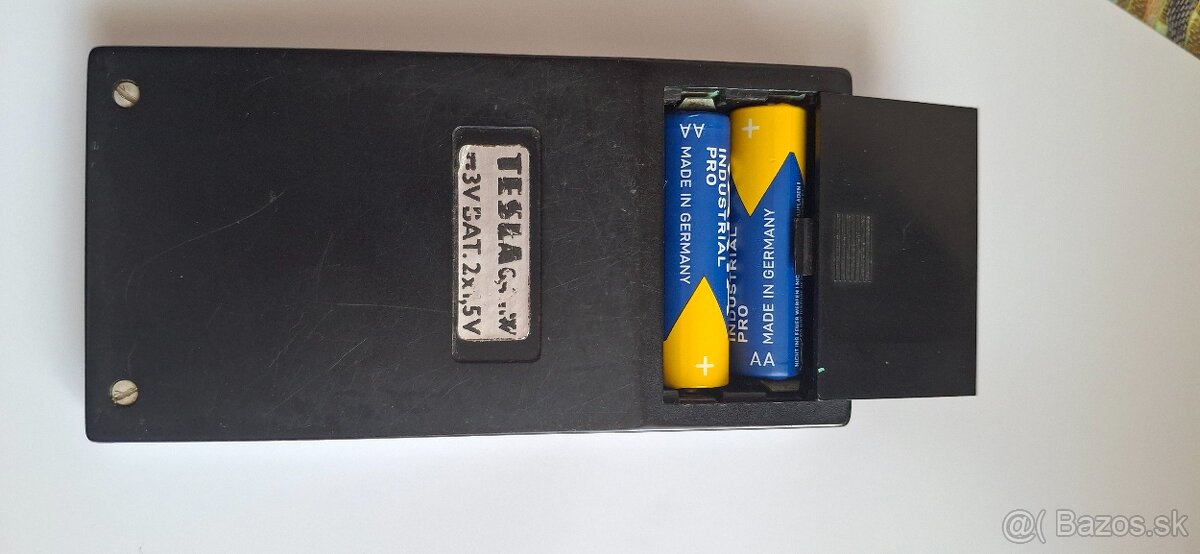 TESLA
= 3V BAT. 2x1,5V
AA
MADE IN GERMANY
INDUSTRIAL
PRO
+
INDUSTRIAL
PRO
MADE IN GERMANY
AA
+
@( Bazos.sk